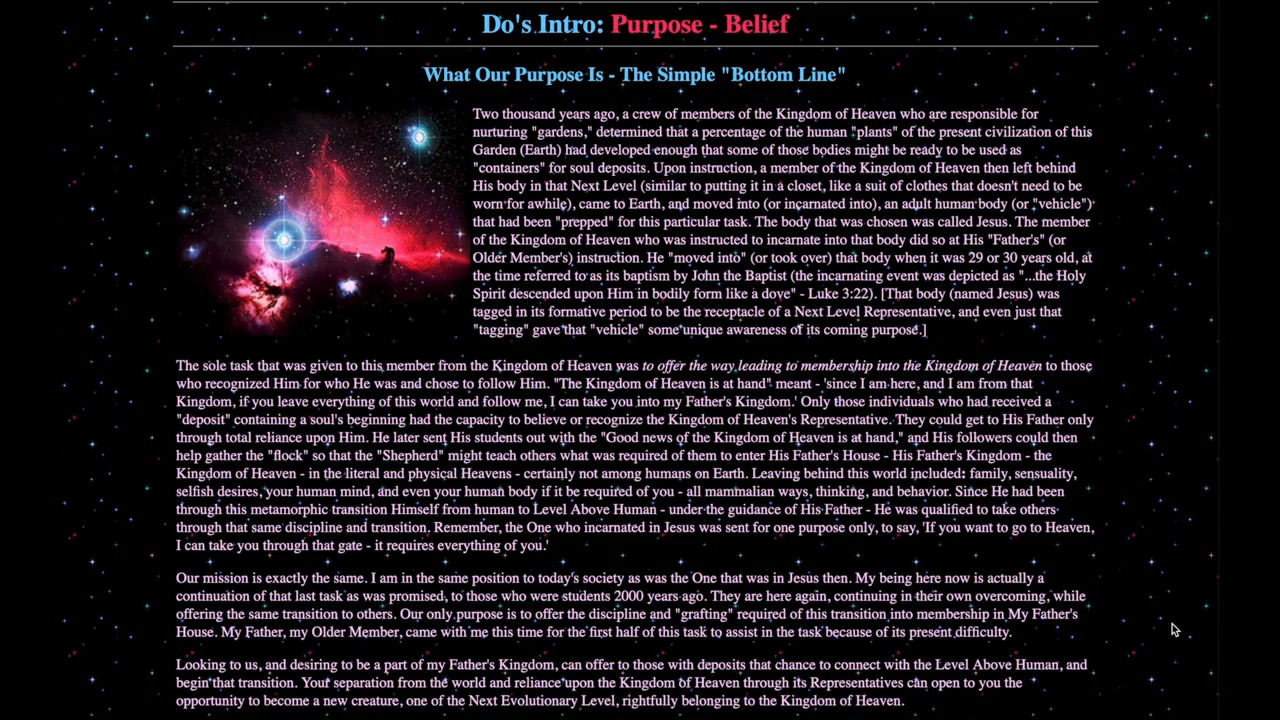 Do's Intro: Purpose - Belief
What Our Purpose Is - The Simple "Bottom Line"
Two thousand years ago, a crew of members of the Kingdom of Heaven who are responsible for
nurturing "gardens," determined that a percentage of the human "plants" of the present civilization of this
Garden (Earth) had developed enough that some of those bodies might be ready to be used as
"containers" for soul deposits. Upon instruction, a member of the Kingdom of Heaven then left behind
His body in that Next Level (similar to putting it in a closet, like a suit of clothes that doesn't need to be
worn for awhile), came to Earth, and moved into (or incarnated into), an adult human body (or "vehicle")
that had been "prepped" for this particular task. The body that was chosen was called Jesus. The member
of the Kingdom of Heaven who was instructed to incarnate into that body did so at His "Father's" (or
Older Member's) instruction. He "moved into" (or took over) that body when it was 29 or 30 years old, at
the time referred to as its baptism by John the Baptist (the incarnating event was depicted as "...the Holy
Spirit descended upon Him in bodily form like a dove" - Luke 3:22). [That body (named Jesus) was
tagged in its formative period to be the receptacle of a Next Level Representative, and even just that
"tagging" gave that "vehicle" some unique awareness of its coming purpose.]
The sole task that was given to this member from the Kingdom of Heaven was to offer the way leading to membership into the Kingdom of Heaven to those
who recognized Him for who He was and chose to follow Him. "The Kingdom of Heaven is at hand" meant - 'since I am here, and I am from that
Kingdom, if you leave everything of this world and follow me, I can take you into my Father's Kingdom.' Only those individuals who had received a
"deposit" containing a soul's beginning had the capacity to believe or recognize the Kingdom of Heaven's Representative. They could get to His Father only
through total reliance upon Him. He later sent His students out with the "Good news of the Kingdom of Heaven is at hand," and His followers could then
help gather the "flock" so that the "Shepherd" might teach others what was required of them to enter His Father's House - His Father's Kingdom - the
Kingdom of Heaven - in the literal and physical Heavens - certainly not among humans on Earth. Leaving behind this world included: family, sensuality,
selfish desires, your human mind, and even your human body if it be required of you - all mammalian ways, thinking, and behavior. Since He had been
through this metamorphic transition Himself from human to Level Above Human - under the guidance of His Father - He was qualified to take others
through that same discipline and transition. Remember, the One who incarnated in Jesus was sent for one purpose only, to say, 'If you want to go to Heaven,
I can take you through that gate - it requires everything of you.'
Our mission is exactly the same. I am in the same position to today's society as was the One that was in Jesus then. My being here now is actually a
continuation of that last task as was promised, to those who were students 2000 years ago. They are here again, continuing in their own overcoming, while
offering the same transition to others. Our only purpose is to offer the discipline and "grafting" required of this transition into membership in My Father's
House. My Father, my Older Member, came with me this time for the first half of this task to assist in the task because of its present difficulty.
Looking to us, and desiring to be a part of my Father's Kingdom, can offer to those with deposits that chance to connect with the Level Above Human, and
begin that transition. Your separation from the world and reliance upon the Kingdom of Heaven through its Representatives can open to you the
opportunity to become a new creature, one of the Next Evolutionary Level, rightfully belonging to the Kingdom of Heaven.